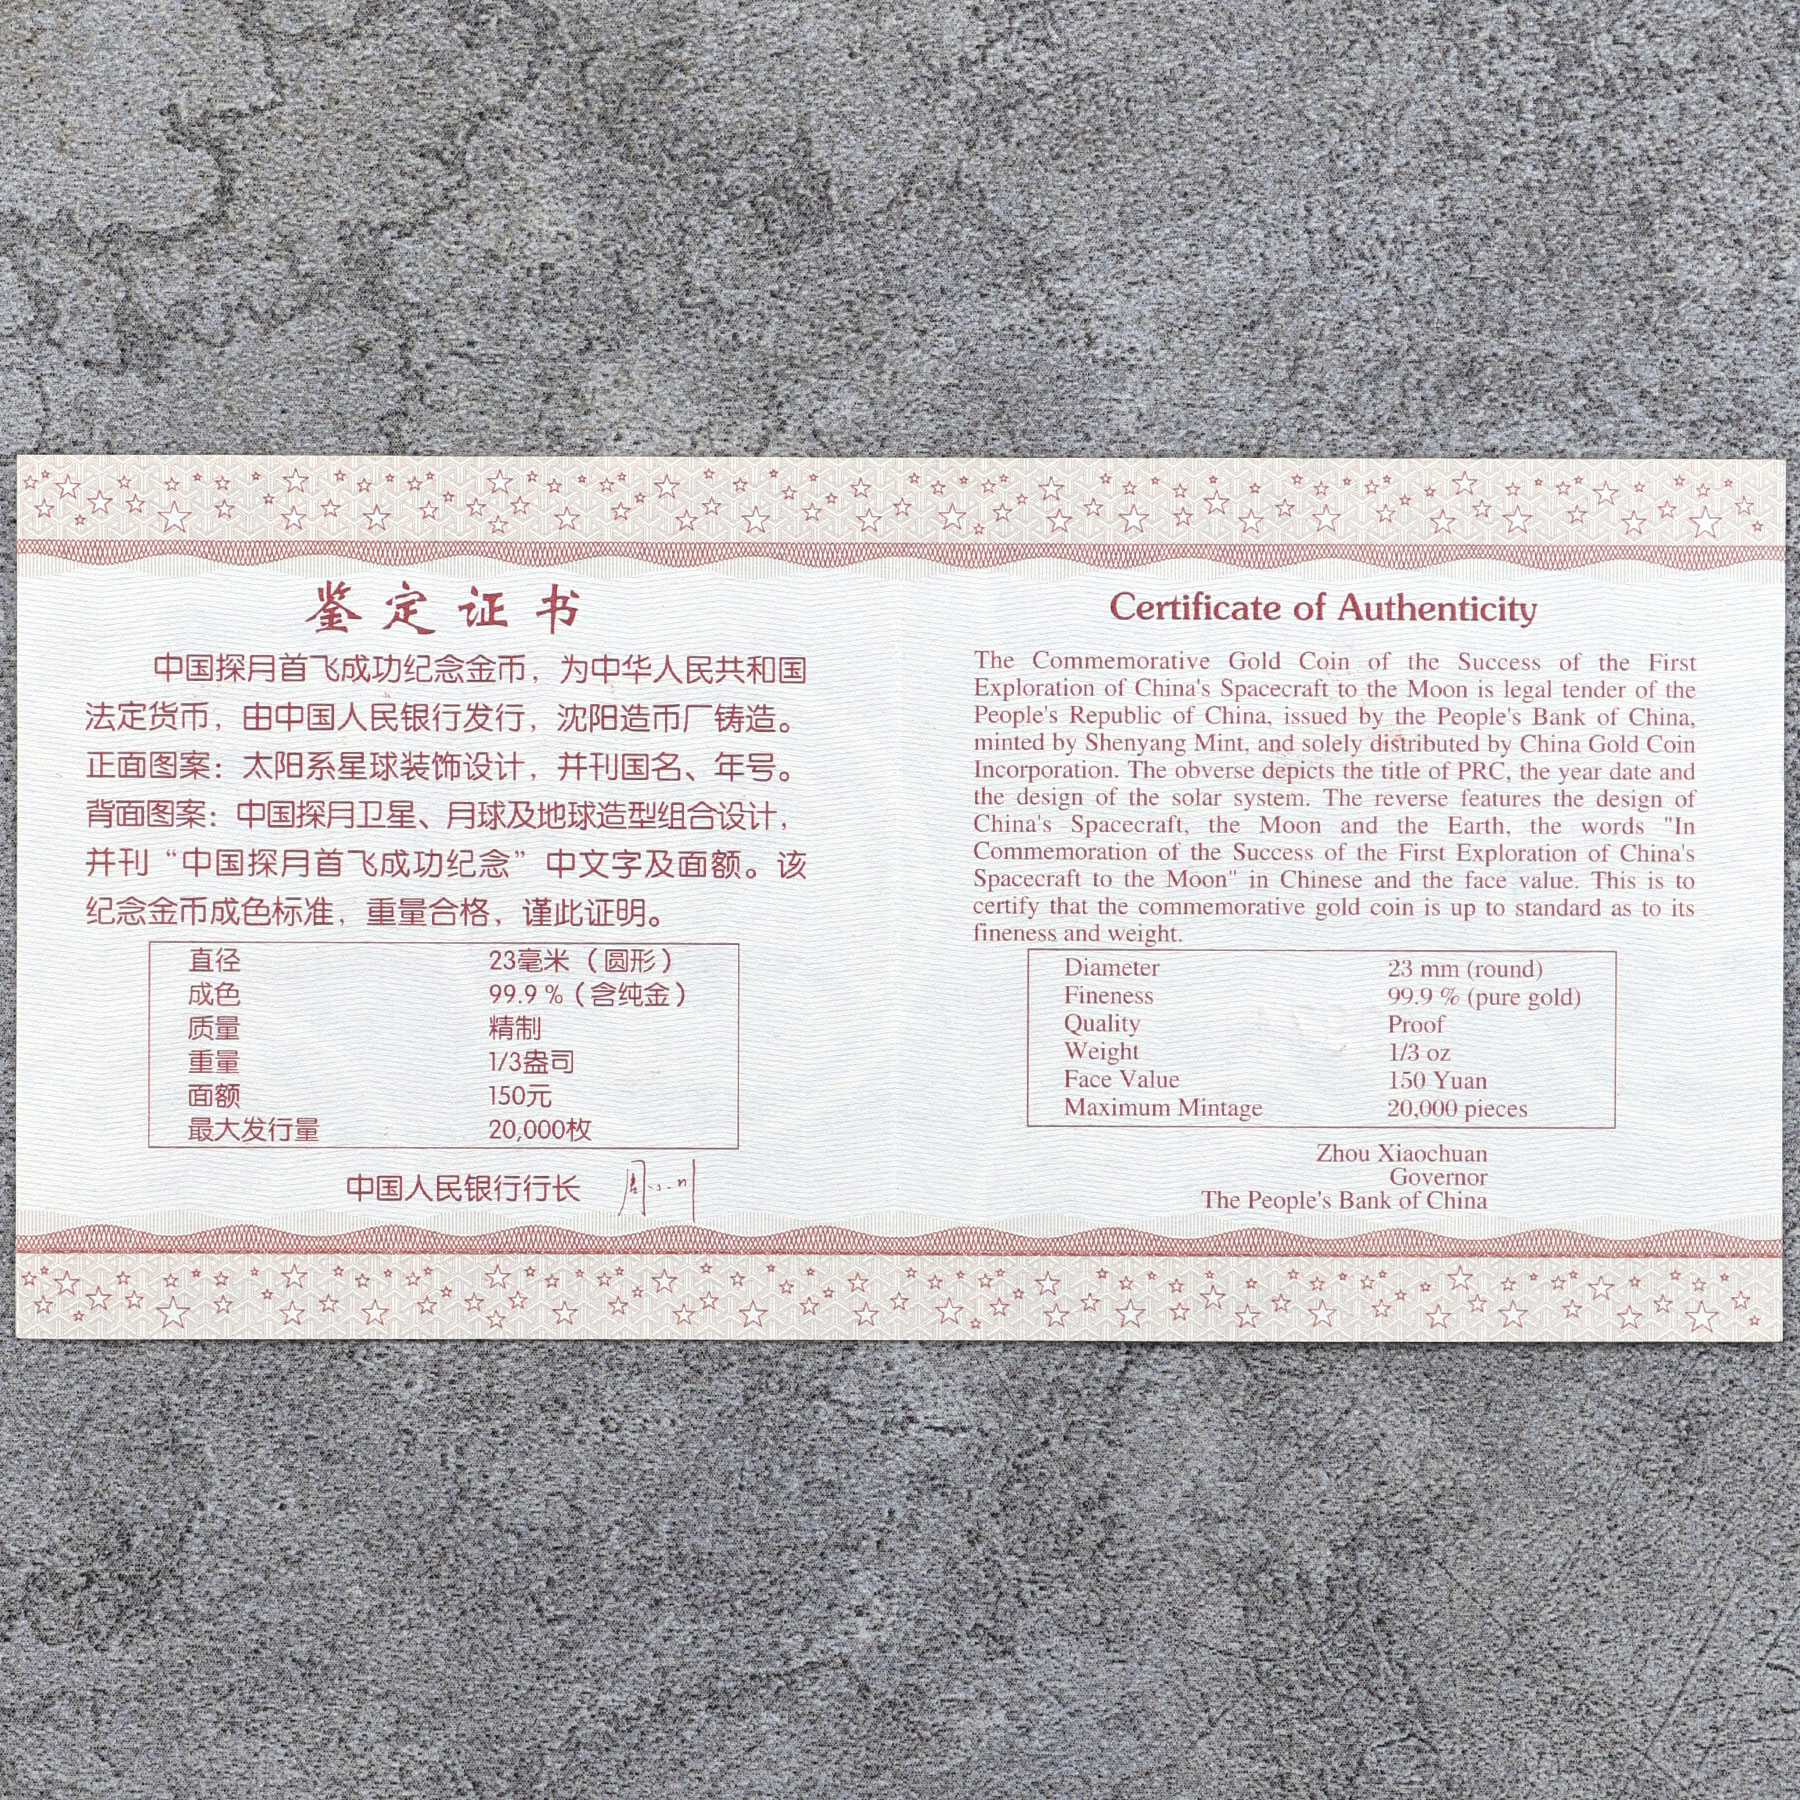 鉴定证书
中国探月首飞成功纪念金币，为中华人民共和国
法定货币，由中国人民银行发行，沈阳造币厂铸造。
正面图案：太阳系星球装饰设计，并刊国名、年号。
背面图案：中国探月卫星、月球及地球造型组合设计，
并刊“中国探月首飞成功纪念”中文字及面额。该
纪念金币成色标准，重量合格，谨此证明。
直径 23毫米（圆形）
成色 99.9 %（含纯金）
质量 精制
重量 1/3盎司
面额 150元
最大发行量 20,000枚
中国人民银行行长
Certificate of Authenticity
The Commemorative Gold Coin of the Success of the First
Exploration of China's Spacecraft to the Moon is legal tender of the
People's Republic of China, issued by the People's Bank of China,
minted by Shenyang Mint, and solely distributed by China Gold Coin
Incorporation. The obverse depicts the title of PRC, the year date and
the design of the solar system. The reverse features the design of
China's Spacecraft, the Moon and the Earth, the words "In
Commemoration of the Success of the First Exploration of China's
Spacecraft to the Moon" in Chinese and the face value. This is to
certify that the commemorative gold coin is up to standard as to its
fineness and weight.
Diameter 23 mm (round)
Fineness 99.9 % (pure gold)
Quality Proof
Weight 1/3 oz
Face Value 150 Yuan
Maximum Mintage 20,000 pieces
Zhou Xiaochuan
Governor
The People's Bank of China